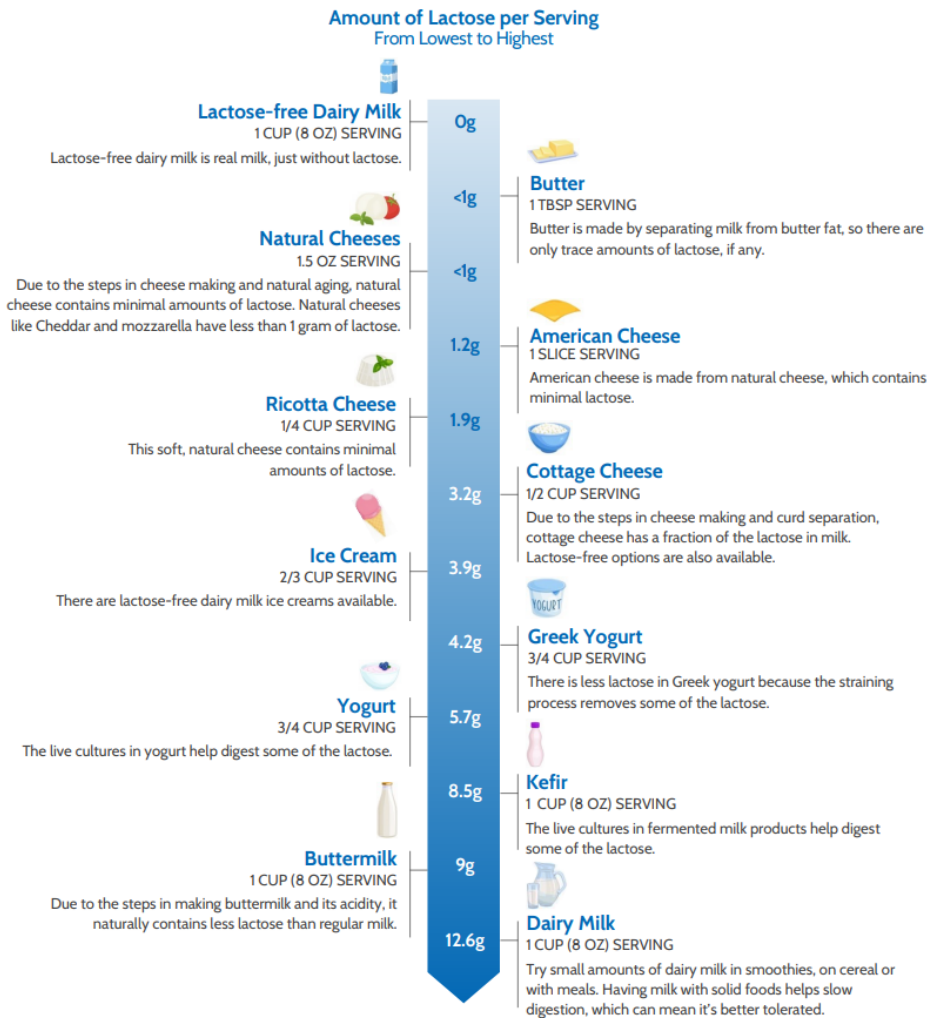 Amount of Lactose per Serving
From Lowest to Highest
Lactose-free Dairy Milk
1 CUP (8 OZ) SERVING
Lactose-free dairy milk is real milk, just without lactose.
0g
Butter
1 TBSP SERVING
Butter is made by separating milk from butter fat, so there are
only trace amounts of lactose, if any.
<1g
Natural Cheeses
1.5 OZ SERVING
Due to the steps in cheese making and natural aging, natural
cheese contains minimal amounts of lactose. Natural cheeses
like Cheddar and mozzarella have less than 1 gram of lactose.
<1g
American Cheese
1 SLICE SERVING
American cheese is made from natural cheese, which contains
minimal lactose.
1.2g
Ricotta Cheese
1/4 CUP SERVING
This soft, natural cheese contains minimal
amounts of lactose.
1.9g
Cottage Cheese
1/2 CUP SERVING
Due to the steps in cheese making and curd separation,
cottage cheese has a fraction of the lactose in milk.
Lactose-free options are also available.
3.2g
Ice Cream
2/3 CUP SERVING
There are lactose-free dairy milk ice creams available.
3.9g
YOGURT
Greek Yogurt
3/4 CUP SERVING
There is less lactose in Greek yogurt because the straining
process removes some of the lactose.
4.2g
Yogurt
3/4 CUP SERVING
The live cultures in yogurt help digest some of the lactose.
5.7g
Kefir
1 CUP (8 OZ) SERVING
The live cultures in fermented milk products help digest
some of the lactose.
8.5g
Buttermilk
1 CUP (8 OZ) SERVING
Due to the steps in making buttermilk and its acidity, it
naturally contains less lactose than regular milk.
9g
Dairy Milk
1 CUP (8 OZ) SERVING
Try small amounts of dairy milk in smoothies, on cereal or
with meals. Having milk with solid foods helps slow
digestion, which can mean it's better tolerated.
12.6g